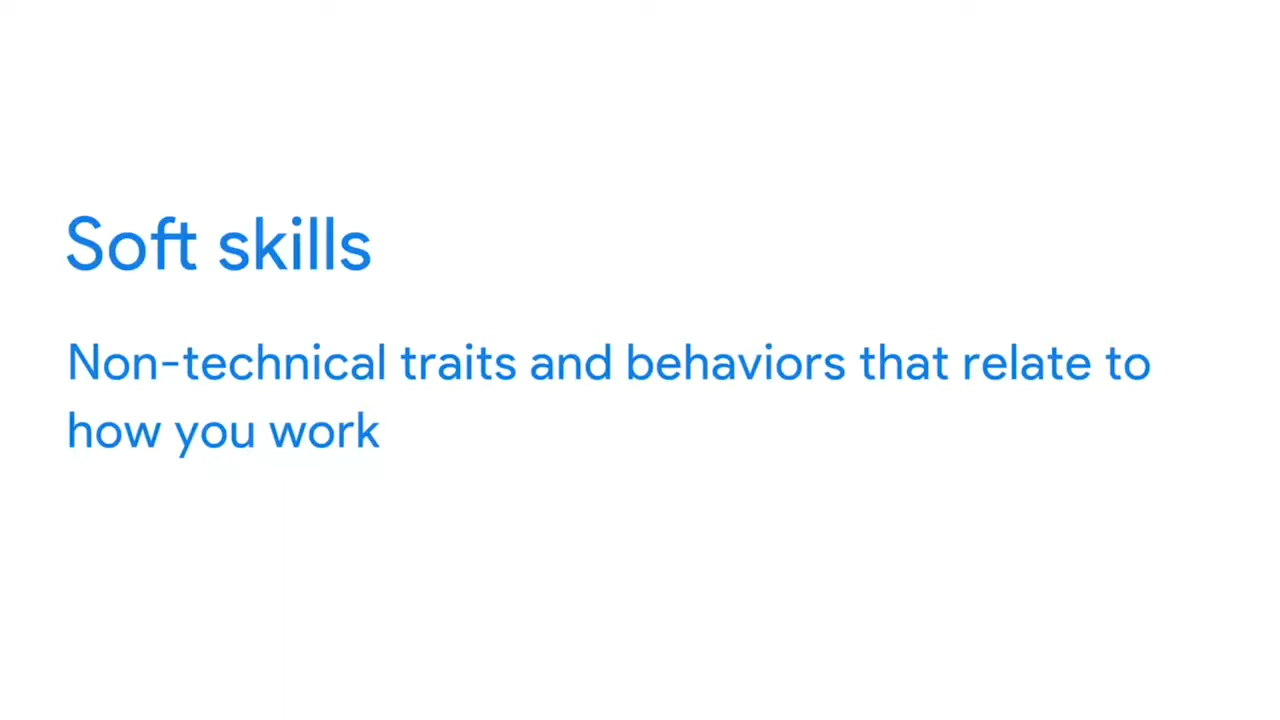 Soft skills
Non-technical traits and behaviors that relate to
how you work